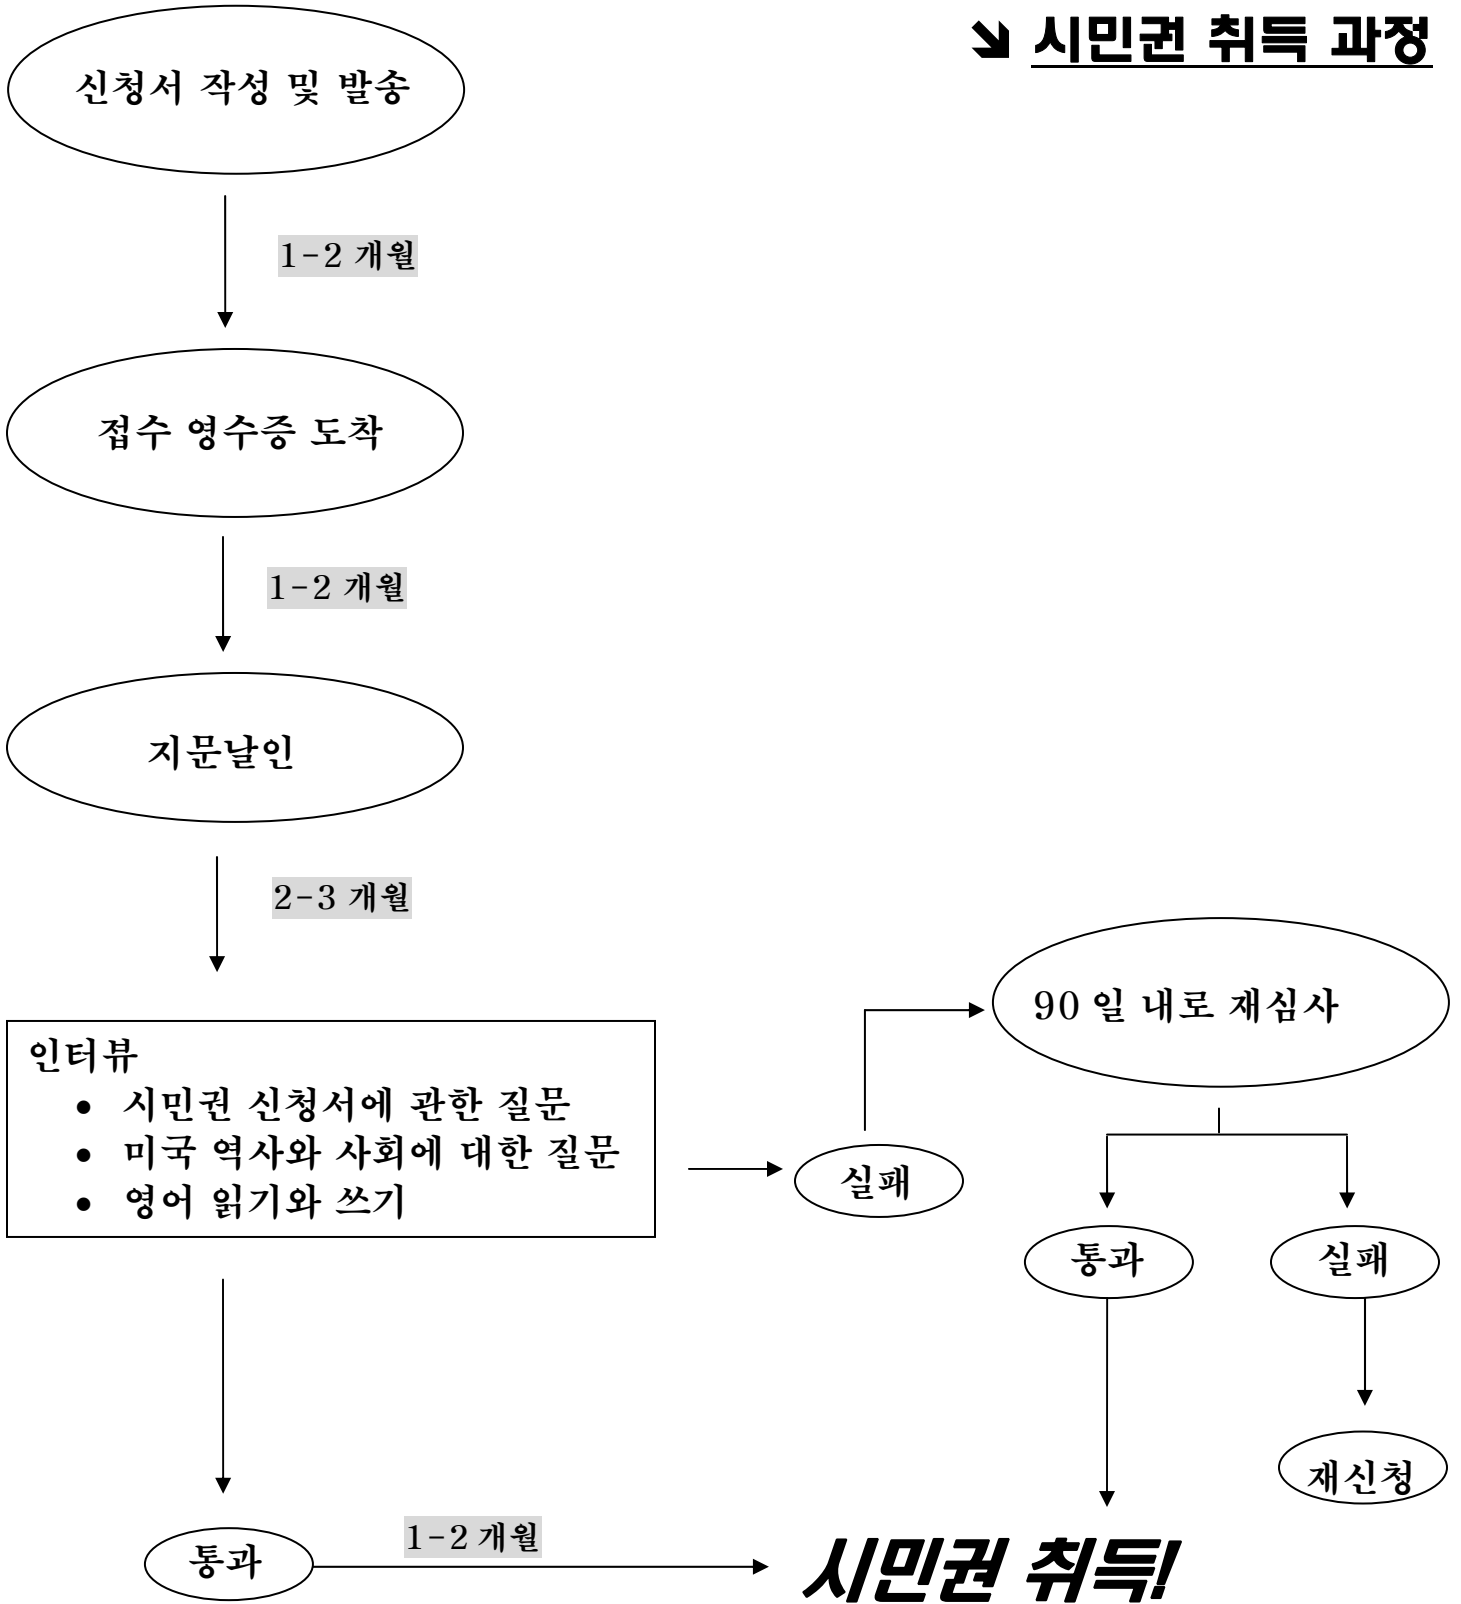 ➘ 시민권 취득 과정
신청서 작성 및 발송
1-2 개월
접수 영수증 도착
1-2 개월
지문날인
2-3 개월
인터뷰
• 시민권 신청서에 관한 질문
• 미국 역사와 사회에 대한 질문
• 영어 읽기와 쓰기
실패
90 일 내로 재심사
통과
실패
재신청
통과
1-2 개월
시민권 취득!